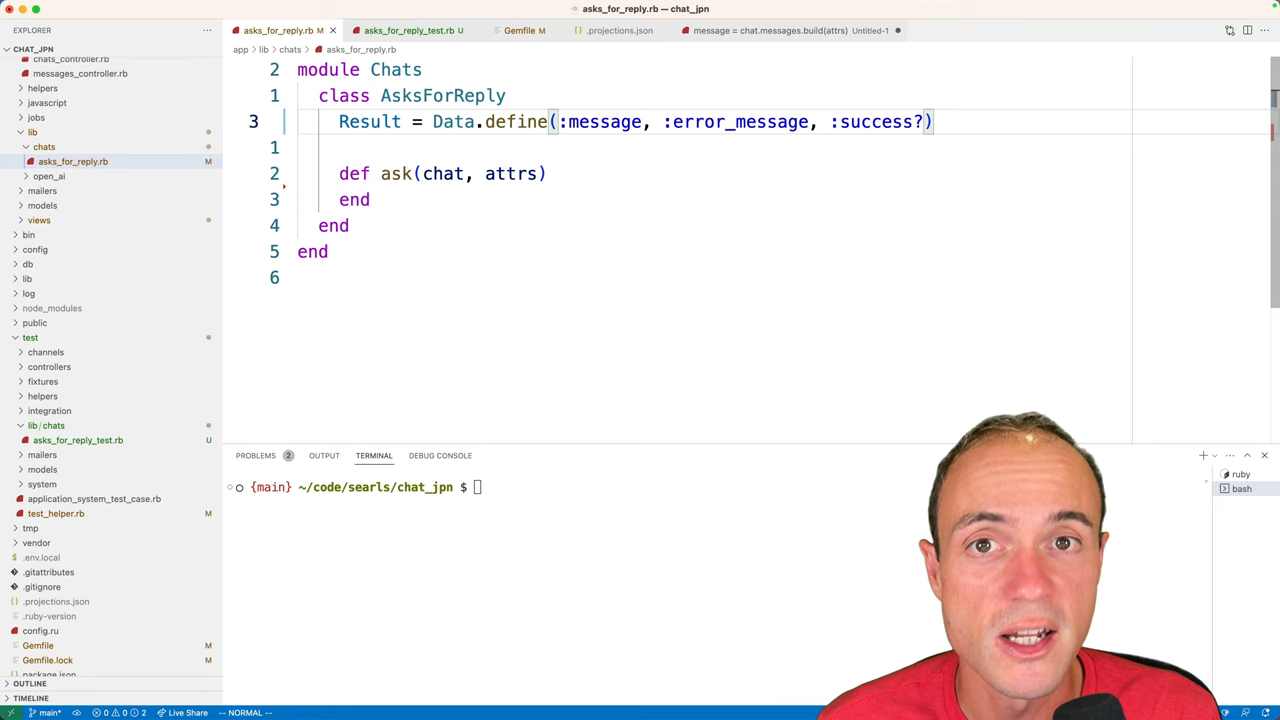 asks_for_reply.rb — chat_jpn
EXPLORER
asks_for_reply.rb M
asks_for_reply_test.rb U
Gemfile M
.projections.json
message = chat.messages.build(attrs) Untitled-1
CHAT_JPN
app > lib > chats > asks_for_reply.rb
chats_controller.rb
messages_controller.rb
helpers
javascript
jobs
lib
chats
asks_for_reply.rb M
open_ai
mailers
models
views
bin
config
db
lib
log
node_modules
public
test
channels
controllers
fixtures
helpers
integration
lib/chats
asks_for_reply_test.rb U
mailers
models
system
application_system_test_case.rb
test_helper.rb M
tmp
vendor
.env.local
.gitattributes
.gitignore
.projections.json
.ruby-version
config.ru
Gemfile M
Gemfile.lock M
package.json
OUTLINE
TIMELINE
2 module Chats
1 class AsksForReply
3 Result = Data.define(:message, :error_message, :success?)
1
2 def ask(chat, attrs)
3 end
4 end
5 end
6
PROBLEMS 2 OUTPUT TERMINAL DEBUG CONSOLE
{main} ~/code/searls/chat_jpn $
ruby
bash
main* 0 0 2 Live Share -- NORMAL --